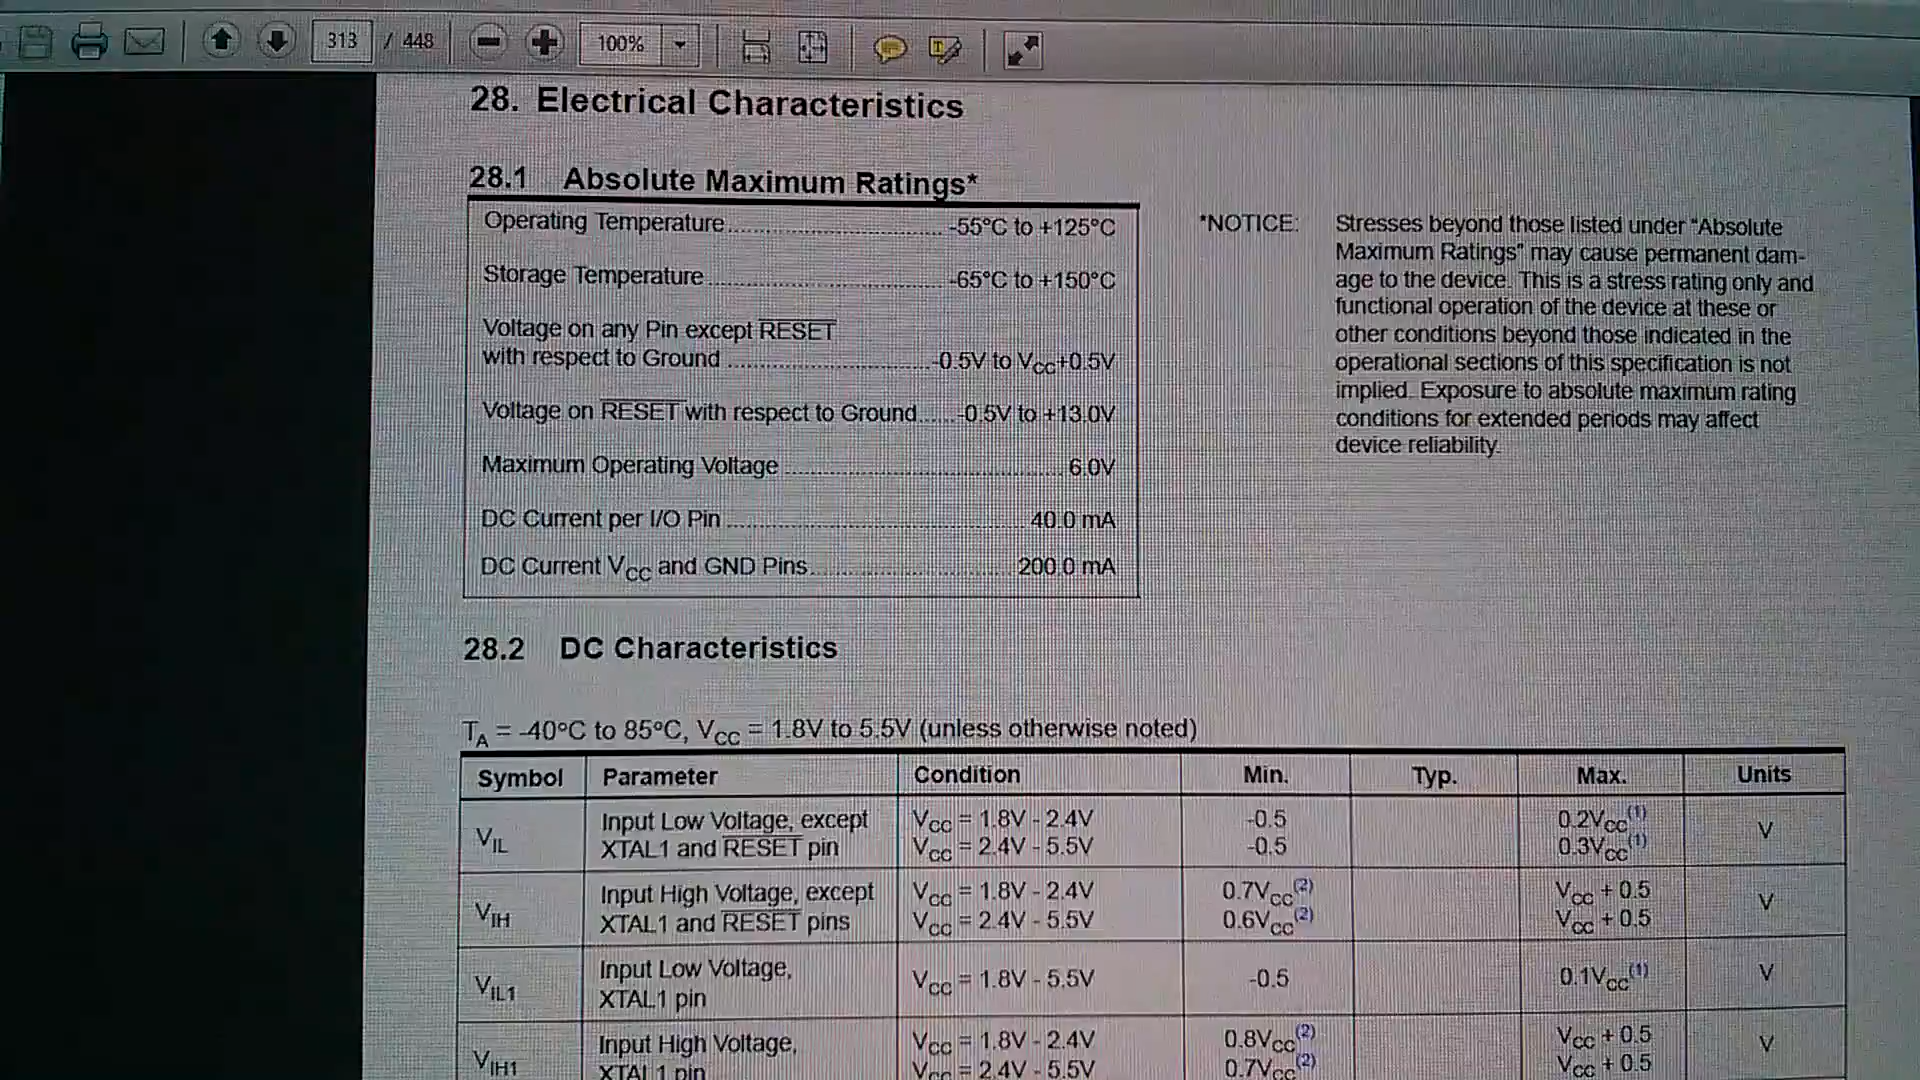 313 / 448
100%
28. Electrical Characteristics
28.1 Absolute Maximum Ratings*
Operating Temperature.................................. -55°C to +125°C
Storage Temperature ..................................... -65°C to +150°C
Voltage on any Pin except RESET
with respect to Ground ................................-0.5V to VCC+0.5V
Voltage on RESET with respect to Ground......-0.5V to +13.0V
Maximum Operating Voltage ............................................ 6.0V
DC Current per I/O Pin ............................................... 40.0 mA
DC Current VCC and GND Pins................................ 200.0 mA
*NOTICE: Stresses beyond those listed under "Absolute
Maximum Ratings" may cause permanent dam-
age to the device. This is a stress rating only and
functional operation of the device at these or
other conditions beyond those indicated in the
operational sections of this specification is not
implied. Exposure to absolute maximum rating
conditions for extended periods may affect
device reliability.
28.2 DC Characteristics
TA = -40°C to 85°C, VCC = 1.8V to 5.5V (unless otherwise noted)
Symbol Parameter Condition Min. Typ. Max. Units
VIL Input Low Voltage, except XTAL1 and RESET pin VCC = 1.8V - 2.4V -0.5 0.2VCC(1) V
VCC = 2.4V - 5.5V -0.5 0.3VCC(1)
VIH Input High Voltage, except XTAL1 and RESET pins VCC = 1.8V - 2.4V 0.7VCC(2) VCC + 0.5 V
VCC = 2.4V - 5.5V 0.6VCC(2) VCC + 0.5
VIL1 Input Low Voltage, XTAL1 pin VCC = 1.8V - 5.5V -0.5 0.1VCC(1) V
VIH1 Input High Voltage, XTAL1 pin VCC = 1.8V - 2.4V 0.8VCC(2) VCC + 0.5 V
VCC = 2.4V - 5.5V 0.7VCC(2) VCC + 0.5